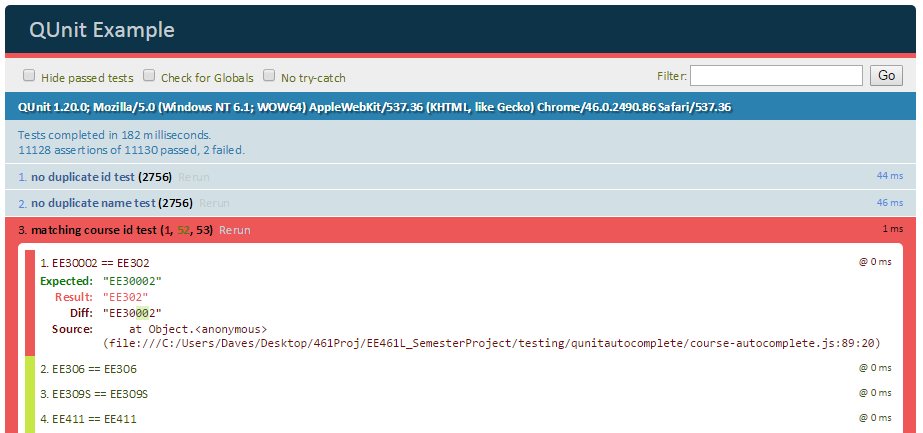 QUnit Example
Hide passed tests Check for Globals No try-catch Filter: Go
QUnit 1.20.0; Mozilla/5.0 (Windows NT 6.1; WOW64) AppleWebKit/537.36 (KHTML, like Gecko) Chrome/46.0.2490.86 Safari/537.36
Tests completed in 182 milliseconds.
11128 assertions of 11130 passed, 2 failed.
1. no duplicate id test (2756) Rerun 44 ms
2. no duplicate name test (2756) Rerun 46 ms
3. matching course id test (1, 52, 53) Rerun 1 ms
1. EE30002 == EE302 @ 0 ms
Expected: "EE30002"
Result: "EE302"
Diff: "EE30002"
Source: at Object.<anonymous>
(file:///C:/Users/Daves/Desktop/461Proj/EE461L_SemesterProject/testing/qunitautocomplete/course-autocomplete.js:89:20)
2. EE306 == EE306 @ 0 ms
3. EE309S == EE309S @ 0 ms
4. EE411 == EE411 @ 0 ms